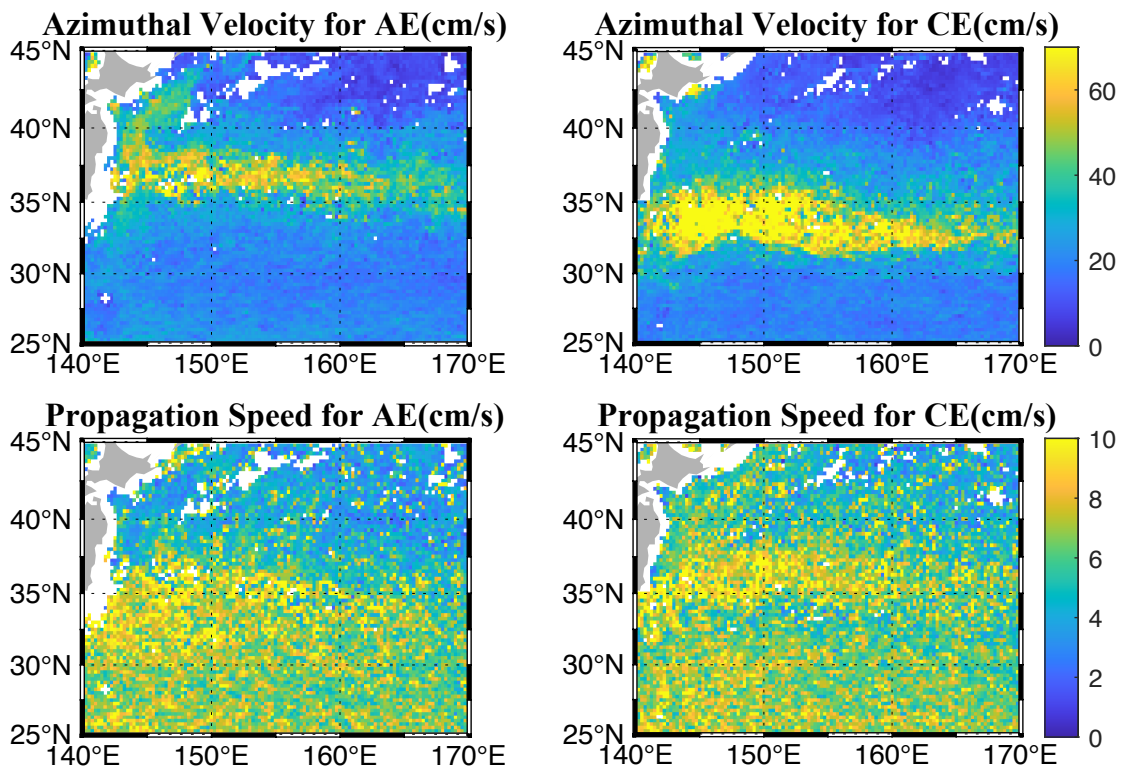 Azimuthal Velocity for AE(cm/s)
Azimuthal Velocity for CE(cm/s)
45°N
40°N
35°N
30°N
25°N
140°E
150°E
160°E
170°E
45°N
40°N
35°N
30°N
25°N
140°E
150°E
160°E
170°E
60
40
20
0
Propagation Speed for AE(cm/s)
Propagation Speed for CE(cm/s)
45°N
40°N
35°N
30°N
25°N
140°E
150°E
160°E
170°E
45°N
40°N
35°N
30°N
25°N
140°E
150°E
160°E
170°E
10
8
6
4
2
0